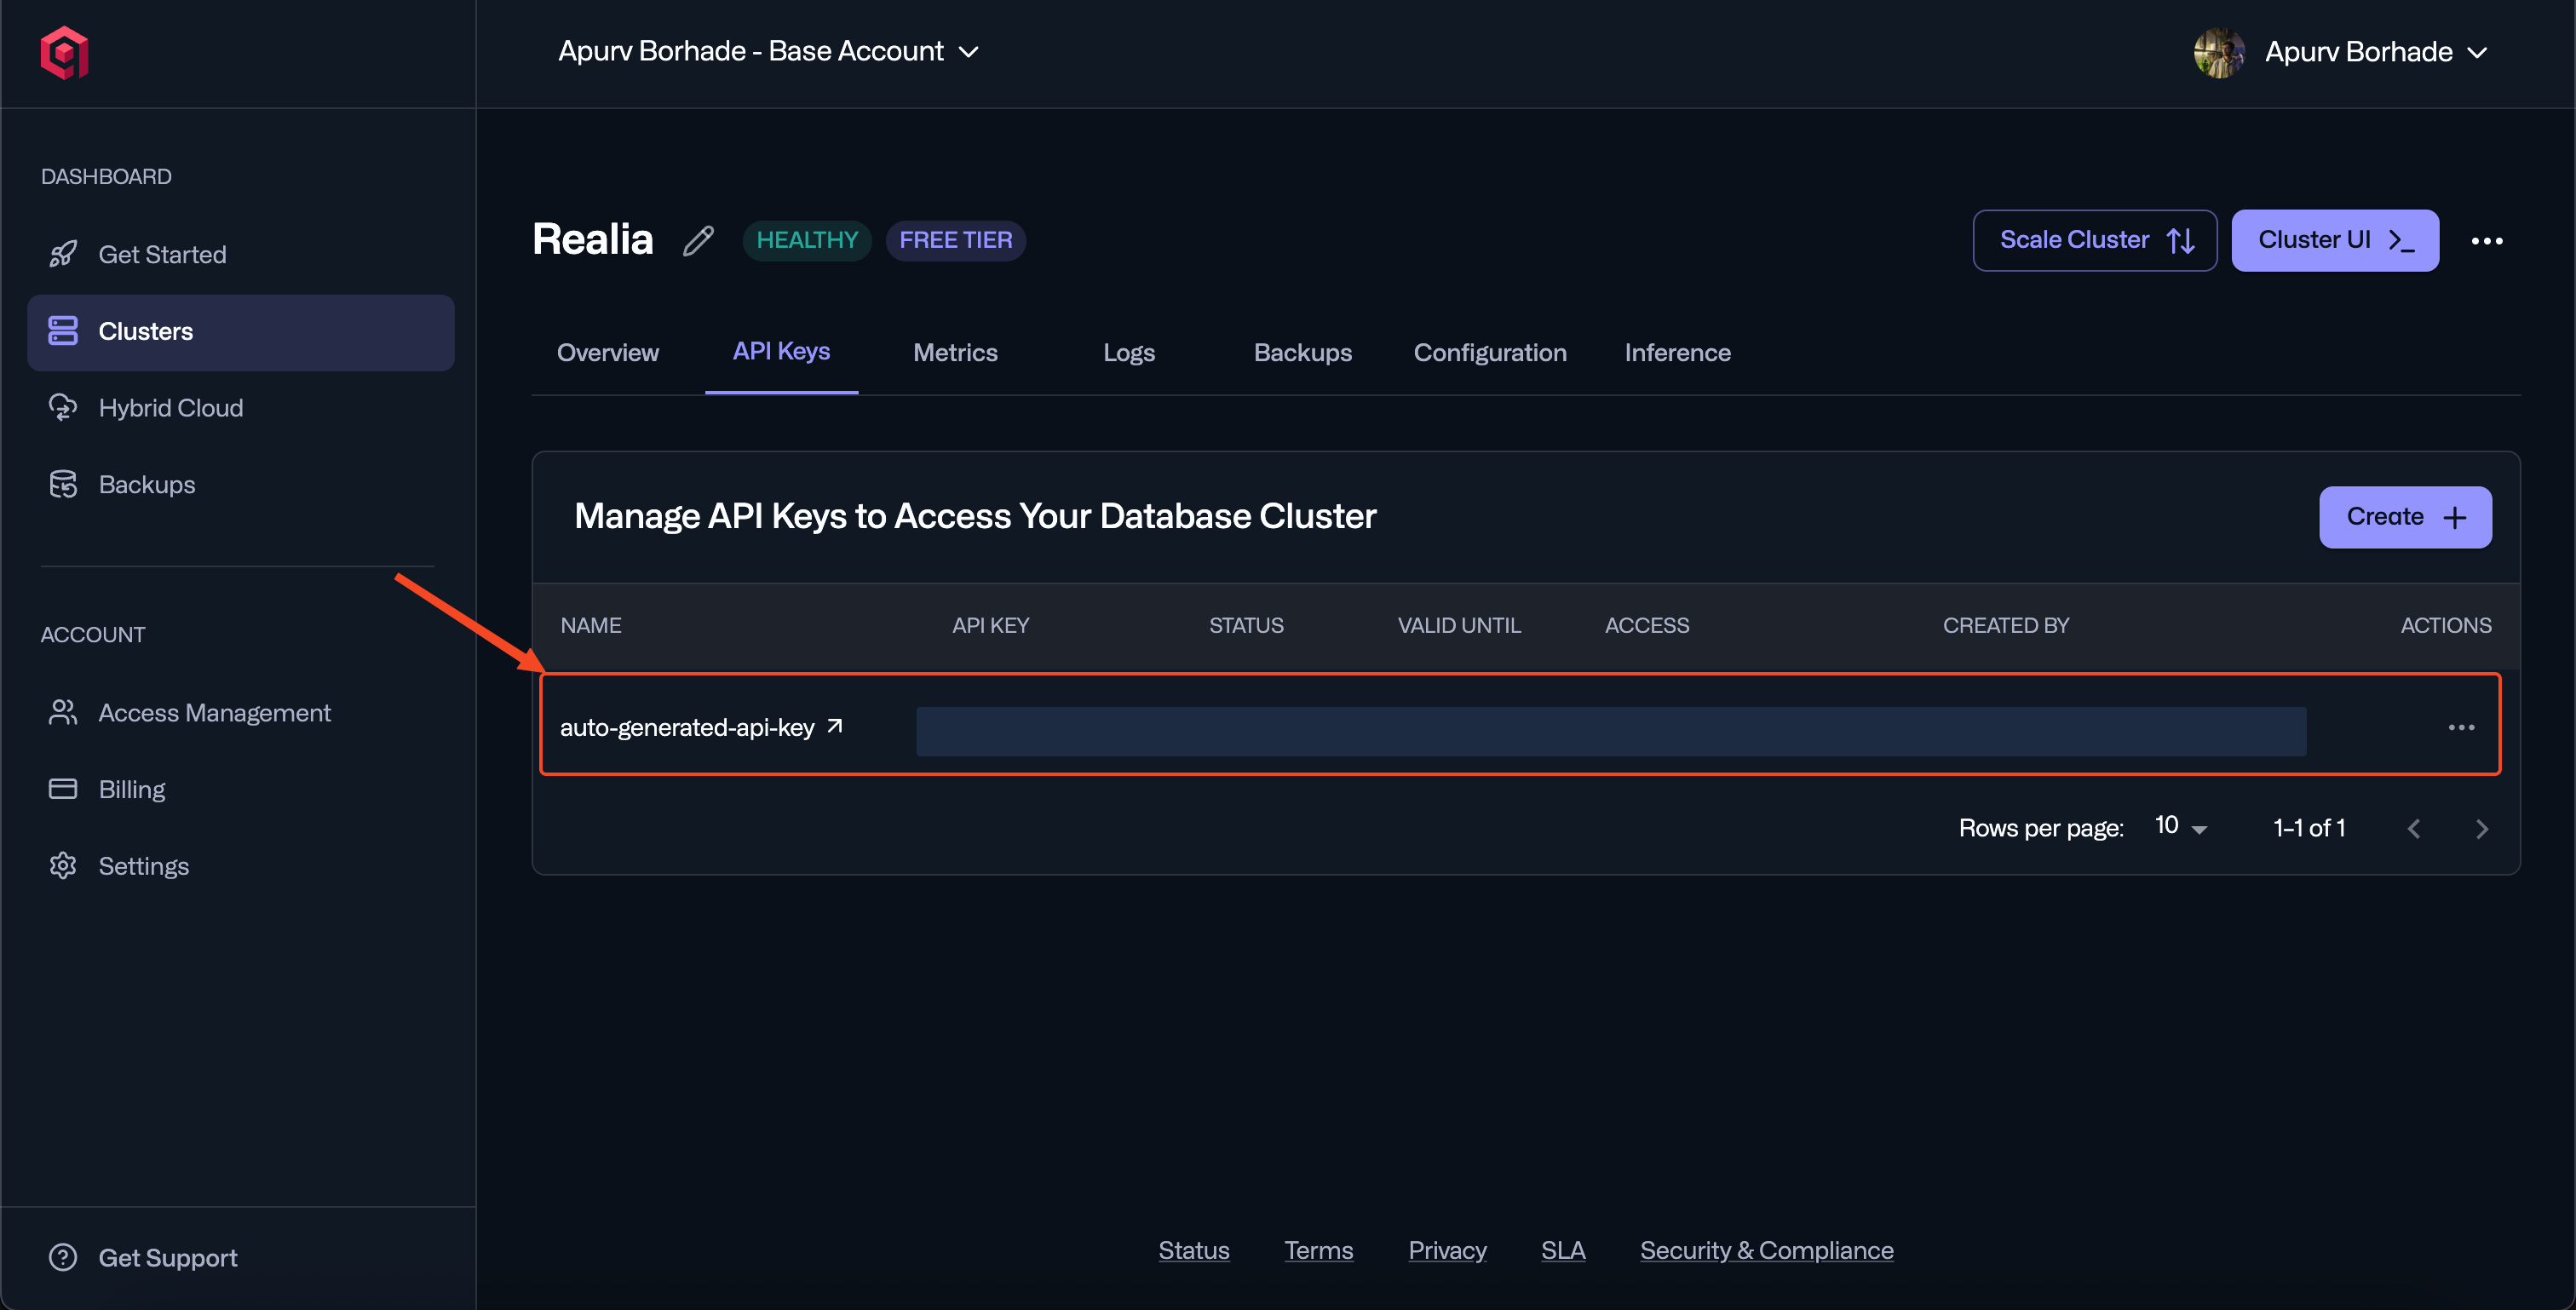 Apurv Borhade - Base Account
Apurv Borhade
DASHBOARD
Get Started
Clusters
Hybrid Cloud
Backups
ACCOUNT
Access Management
Billing
Settings
Get Support
Realia HEALTHY FREE TIER
Scale Cluster
Cluster UI
Overview API Keys Metrics Logs Backups Configuration Inference
Manage API Keys to Access Your Database Cluster
Create
NAME API KEY STATUS VALID UNTIL ACCESS CREATED BY ACTIONS
auto-generated-api-key
Rows per page: 10 1-1 of 1
Status Terms Privacy SLA Security & Compliance